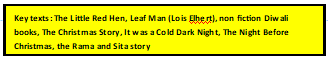 Key texts: The Little Red Hen, Leaf Man (Lois Elhert), non fiction Diwali
books, The Christmas Story, It was a Cold Dark Night, The Night Before
Christmas, the Rama and Sita story